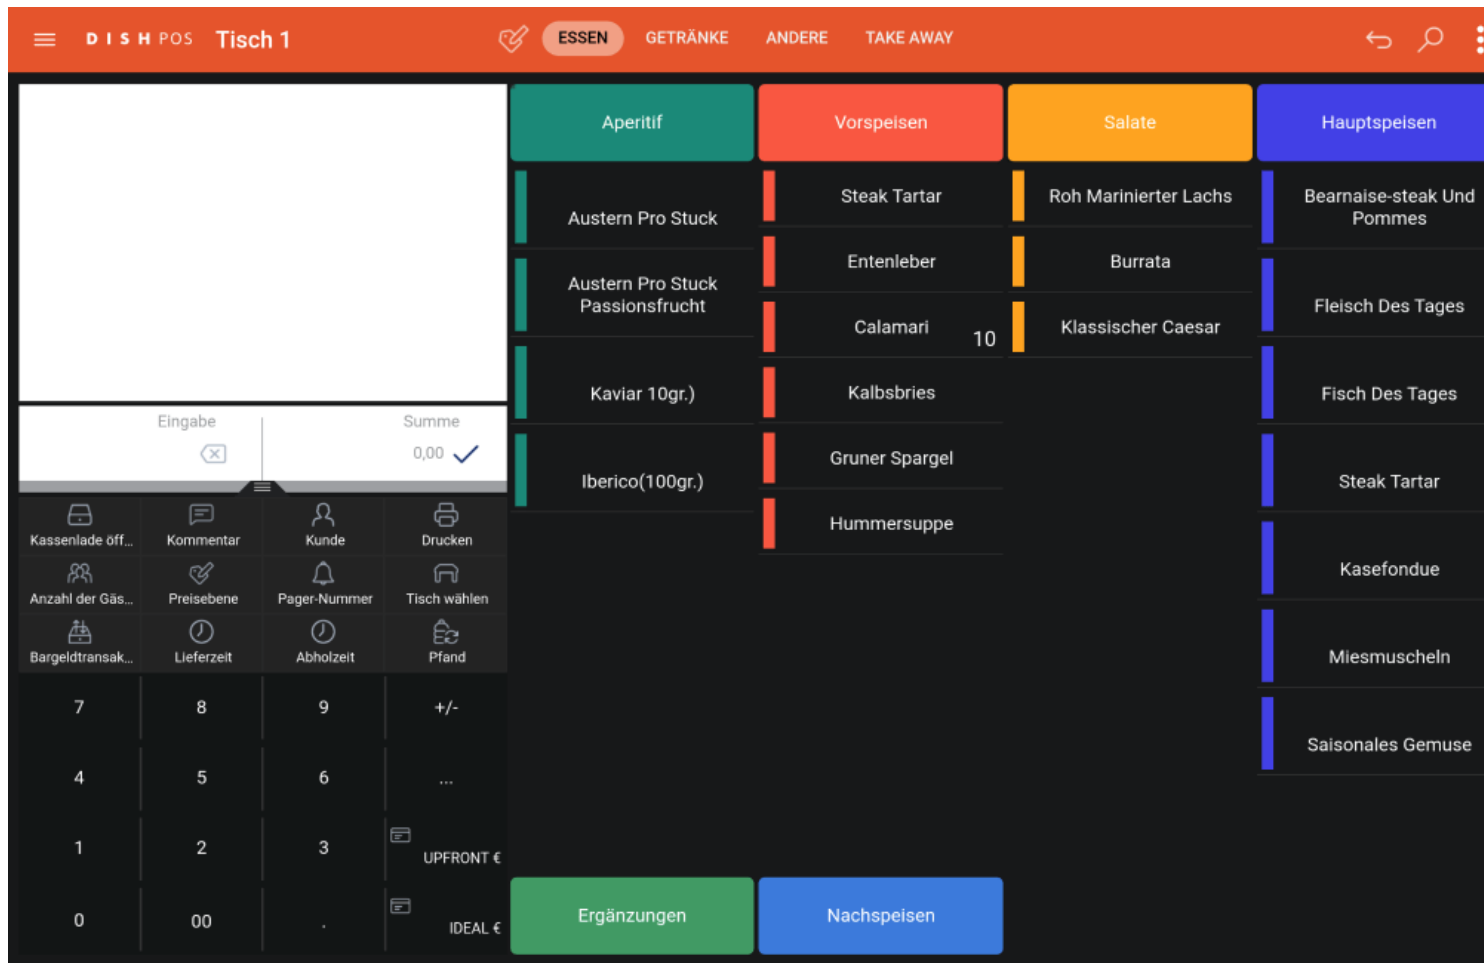 DISH POS Tisch 1
ESSEN GETRÄNKE ANDERE TAKE AWAY
Aperitif
Austern Pro Stuck
Austern Pro Stuck
Passionsfrucht
Kaviar 10gr.)
Iberico(100gr.)
Vorspeisen
Steak Tartar
Entenleber
Calamari
10
Kalbsbries
Gruner Spargel
Hummersuppe
Salate
Roh Marinierter Lachs
Burrata
Klassischer Caesar
Hauptspeisen
Bearnaise-steak Und
Pommes
Fleisch Des Tages
Fisch Des Tages
Steak Tartar
Kasefondue
Miesmuscheln
Saisonales Gemuse
Ergänzungen
Nachspeisen
Eingabe Summe
0,00
Kassenlade öff... Kommentar Kunde Drucken
Anzahl der Gäs... Preisebene Pager-Nummer Tisch wählen
Bargeldtransak... Lieferzeit Abholzeit Pfand
7 8 9 +/-
4 5 6 ...
1 2 3 UPFRONT €
0 00 . IDEAL €